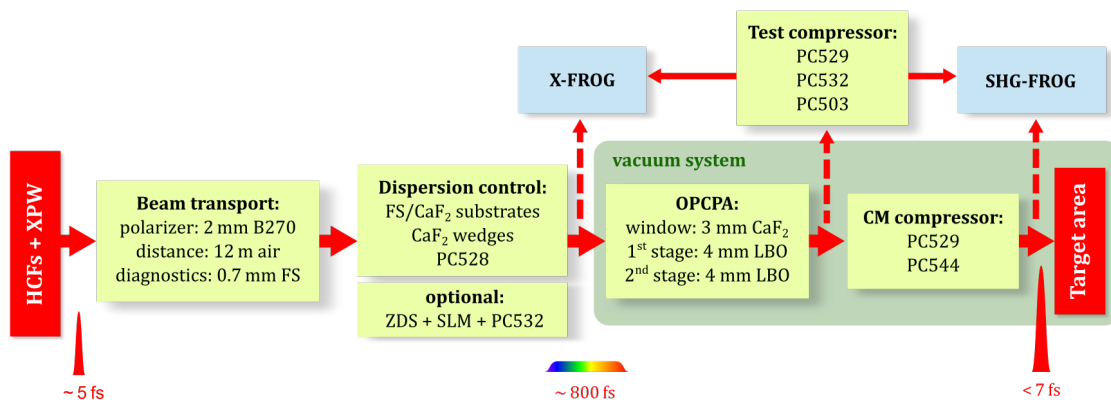 Test compressor:
PC529
PC532
PC503
X-FROG
SHG-FROG
vacuum system
HCFs + XPW
Beam transport:
polarizer: 2 mm B270
distance: 12 m air
diagnostics: 0.7 mm FS
Dispersion control:
FS/CaF₂ substrates
CaF₂ wedges
PC528
optional:
ZDS + SLM + PC532
OPCPA:
window: 3 mm CaF₂
1st stage: 4 mm LBO
2nd stage: 4 mm LBO
CM compressor:
PC529
PC544
Target area
~ 5 fs
~ 800 fs
< 7 fs